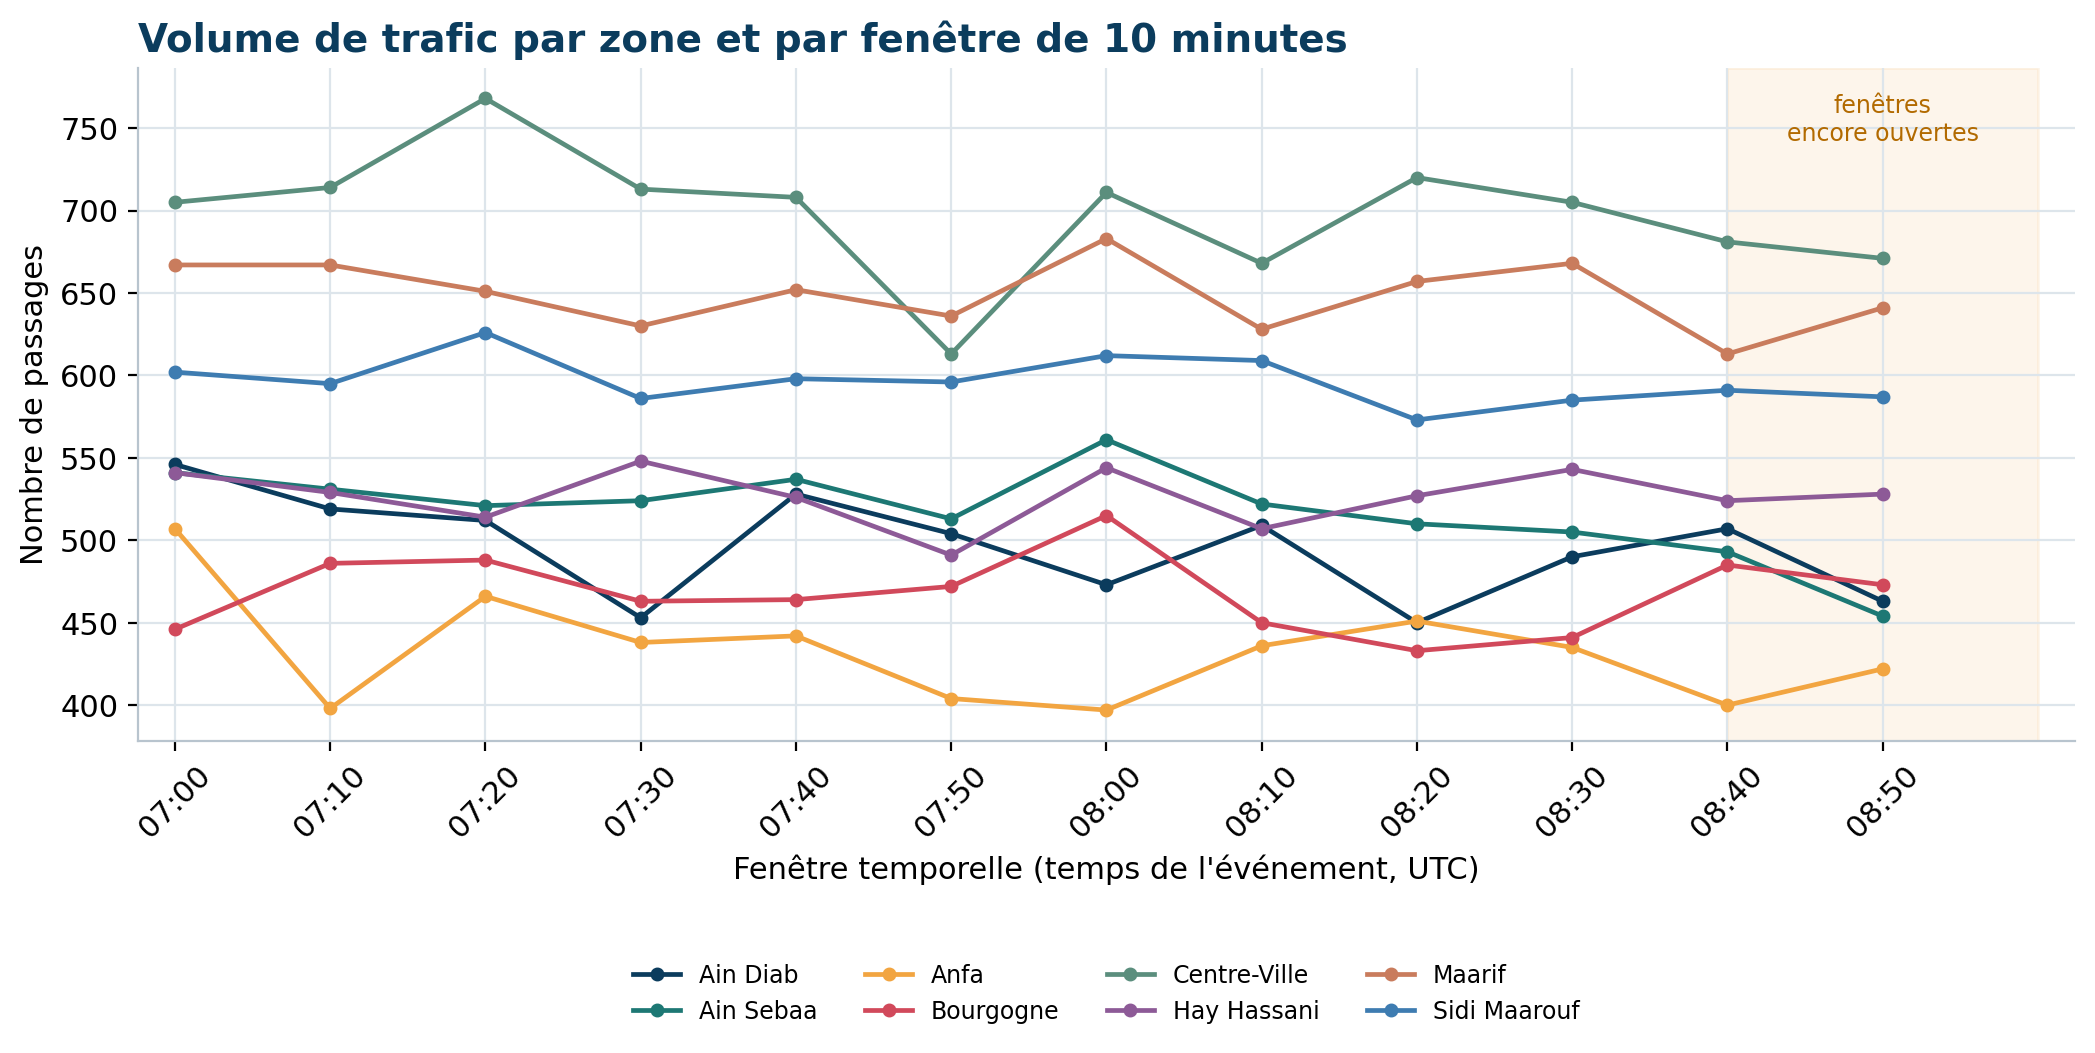 Volume de trafic par zone et par fenêtre de 10 minutes
fenêtres
encore ouvertes
Nombre de passages
750
700
650
600
550
500
450
400
07:00
07:10
07:20
07:30
07:40
07:50
08:00
08:10
08:20
08:30
08:40
08:50
Fenêtre temporelle (temps de l'événement, UTC)
Ain Diab
Ain Sebaa
Anfa
Bourgogne
Centre-Ville
Hay Hassani
Maarif
Sidi Maarouf